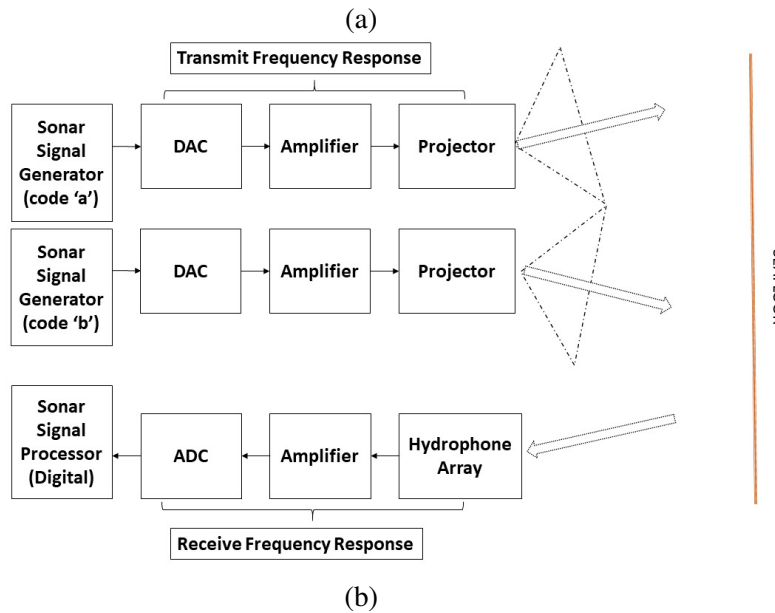 (a)
Transmit Frequency Response
Sonar
Signal
Generator
(code ‘a’)
DAC
Amplifier
Projector
Sonar
Signal
Generator
(code ‘b’)
DAC
Amplifier
Projector
Sonar
Signal
Processor
(Digital)
ADC
Amplifier
Hydrophone
Array
Receive Frequency Response
(b)